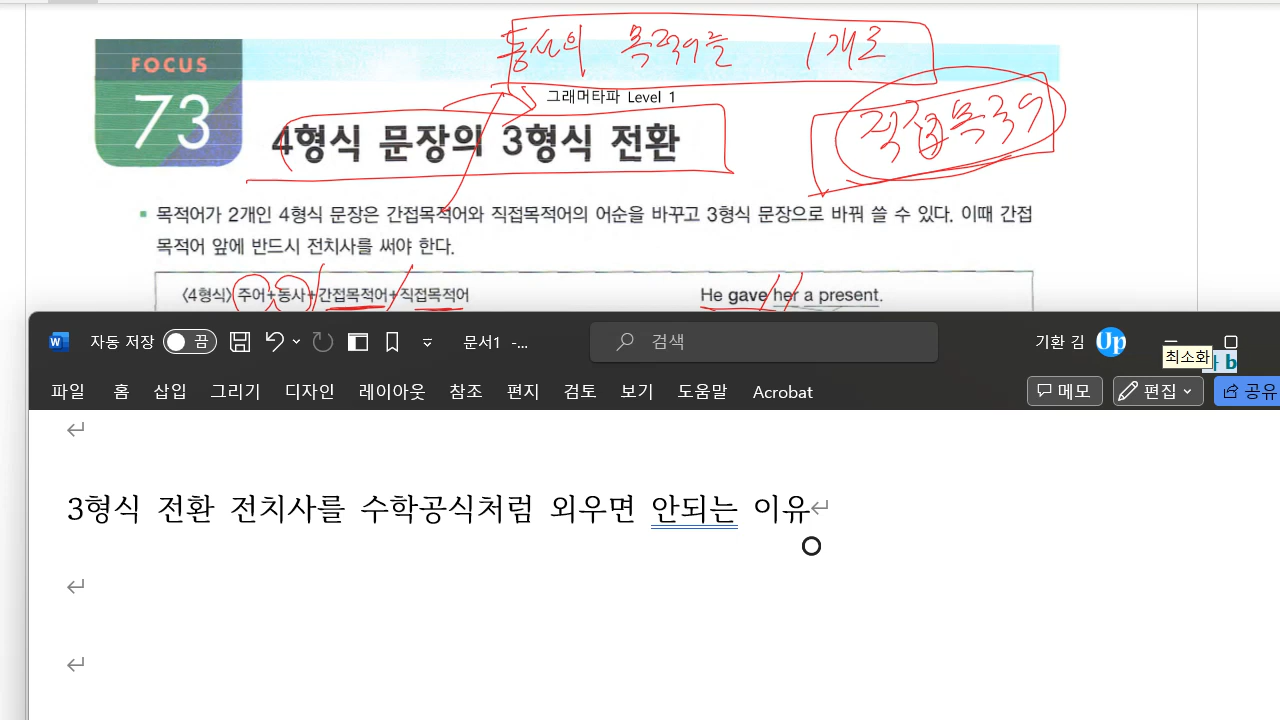 동사의 목적어를 1개로
FOCUS
73
그래머타파 Level 1
4형식 문장의 3형식 전환
직접목적어
목적어가 2개인 4형식 문장은 간접목적어와 직접목적어의 어순을 바꾸고 3형식 문장으로 바꿔 쓸 수 있다. 이때 간접
목적어 앞에 반드시 전치사를 써야 한다.
〈4형식〉 주어+동사+간접목적어+직접목적어 He gave her a present.
자동 저장 끔 문서1 -... 검색 기환 김 Up
최소화
b
파일 홈 삽입 그리기 디자인 레이아웃 참조 편지 검토 보기 도움말 Acrobat 메모 편집 공유
3형식 전환 전치사를 수학공식처럼 외우면 안되는 이유